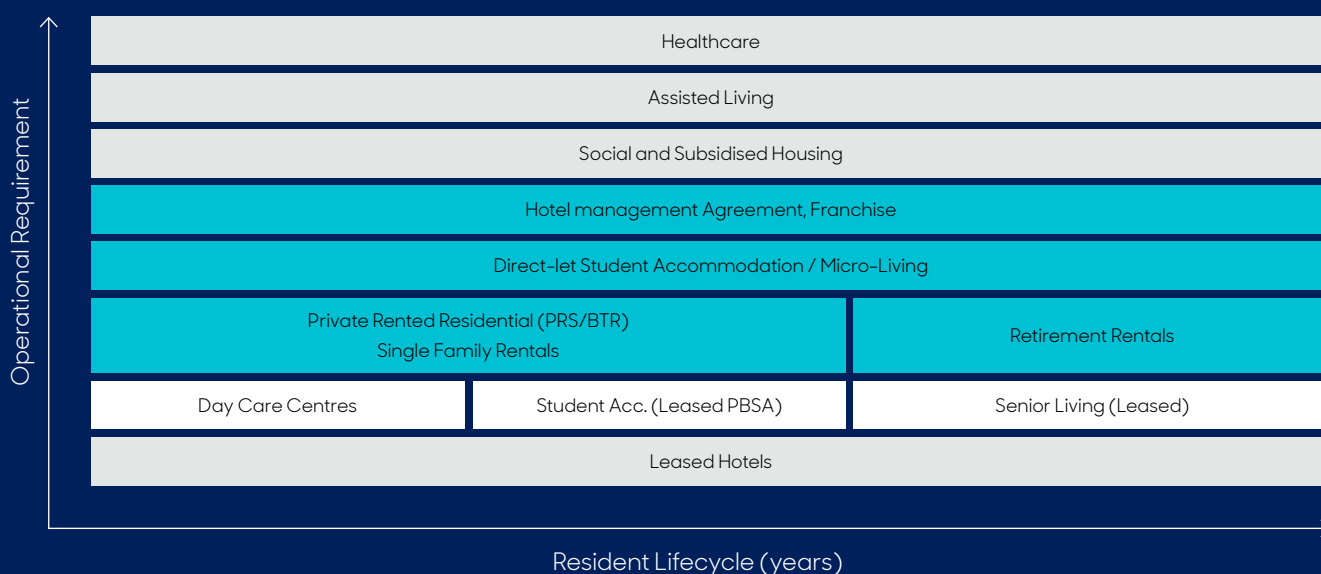 Operational Requirement
Healthcare
Assisted Living
Social and Subsidised Housing
Hotel management Agreement, Franchise
Direct-let Student Accommodation / Micro-Living
Private Rented Residential (PRS/BTR)
Single Family Rentals
Retirement Rentals
Day Care Centres
Student Acc. (Leased PBSA)
Senior Living (Leased)
Leased Hotels
Resident Lifecycle (years)